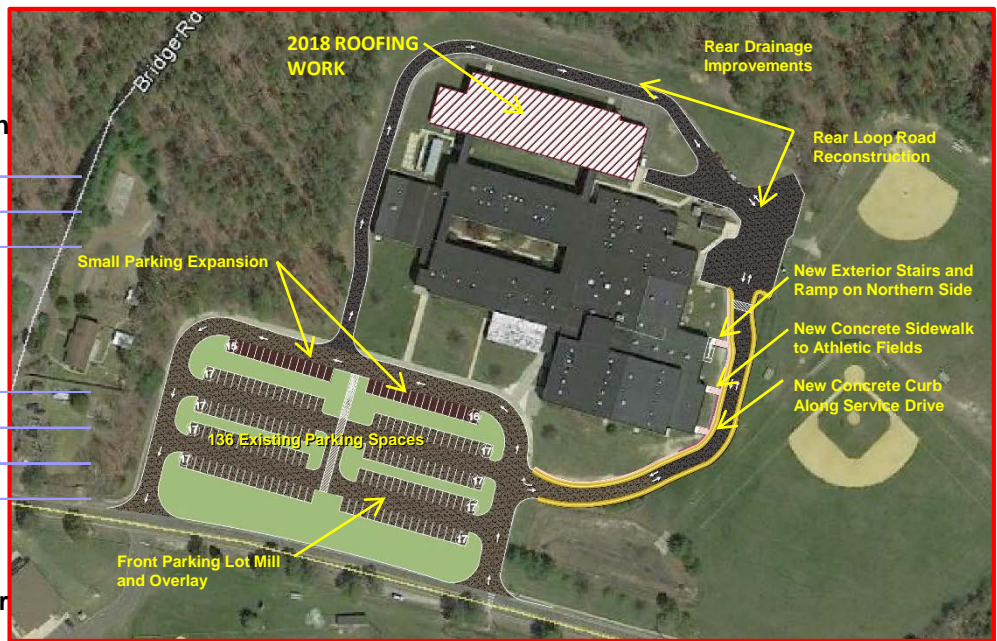 Bridge Rd
2018 ROOFING
WORK
Rear Drainage
Improvements
n
Rear Loop Road
Reconstruction
Small Parking Expansion
New Exterior Stairs and
Ramp on Northern Side
New Concrete Sidewalk
to Athletic Fields
New Concrete Curb
Along Service Drive
15
17
16
17
17
136 Existing Parking Spaces
17
17
17
17
17
17
Front Parking Lot Mill
and Overlay
r